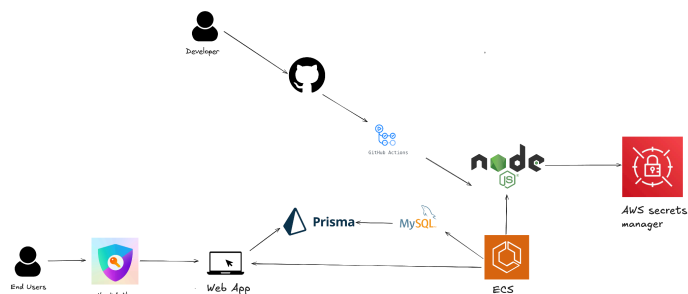 Developer
GitHub Actions
node
JS
AWS secrets
manager
Prisma
MySQL
End Users
Web App
ECS